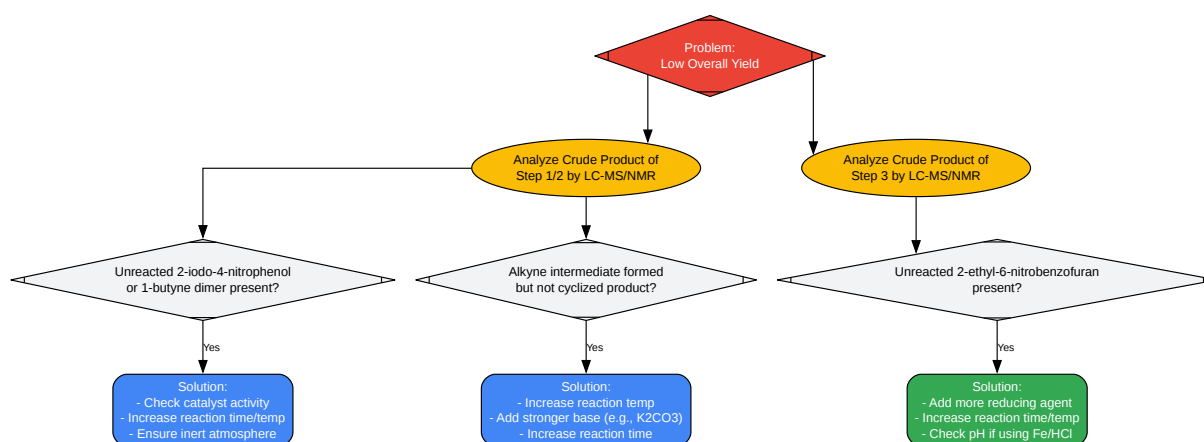 Problem:
Low Overall Yield
Analyze Crude Product of
Step 1/2 by LC-MS/NMR
Analyze Crude Product of
Step 3 by LC-MS/NMR
Unreacted 2-iodo-4-nitrophenol
or 1-butyne dimer present?
Alkyne intermediate formed
but not cyclized product?
Unreacted 2-ethyl-6-nitrobenzofuran
present?
Yes
Yes
Yes
Solution:
- Check catalyst activity
- Increase reaction time/temp
- Ensure inert atmosphere
Solution:
- Increase reaction temp
- Add stronger base (e.g., K2CO3)
- Increase reaction time
Solution:
- Add more reducing agent
- Increase reaction time/temp
- Check pH if using Fe/HCl